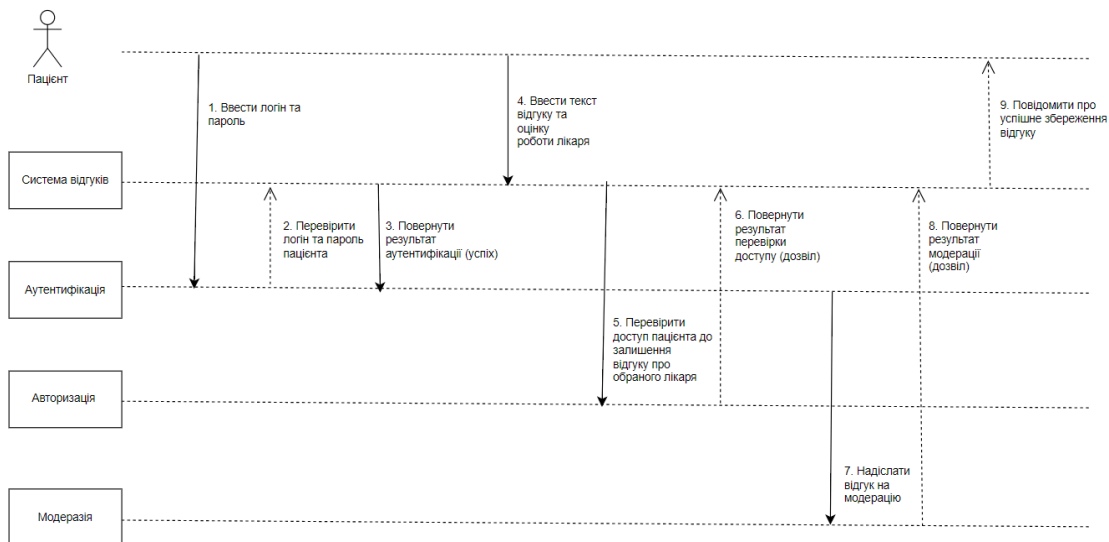 Пацієнт
1. Ввести логін та
пароль
4. Ввести текст
відгуку та
оцінку
роботи лікаря
9. Повідомити про
успішне збереження
відгуку
Система відгуків
2. Перевірити
логін та пароль
пацієнта
3. Повернути
результат
аутентифікації (успіх)
6. Повернути
результат
перевірки
доступу (дозвіл)
8. Повернути
результат
модерації
(дозвіл)
Аутентифікація
5. Перевірити
доступ пацієнта до
залишення
відгуку про
обраного лікаря
Авторизація
7. Надіслати
відгук на
модерацію
Модеразія